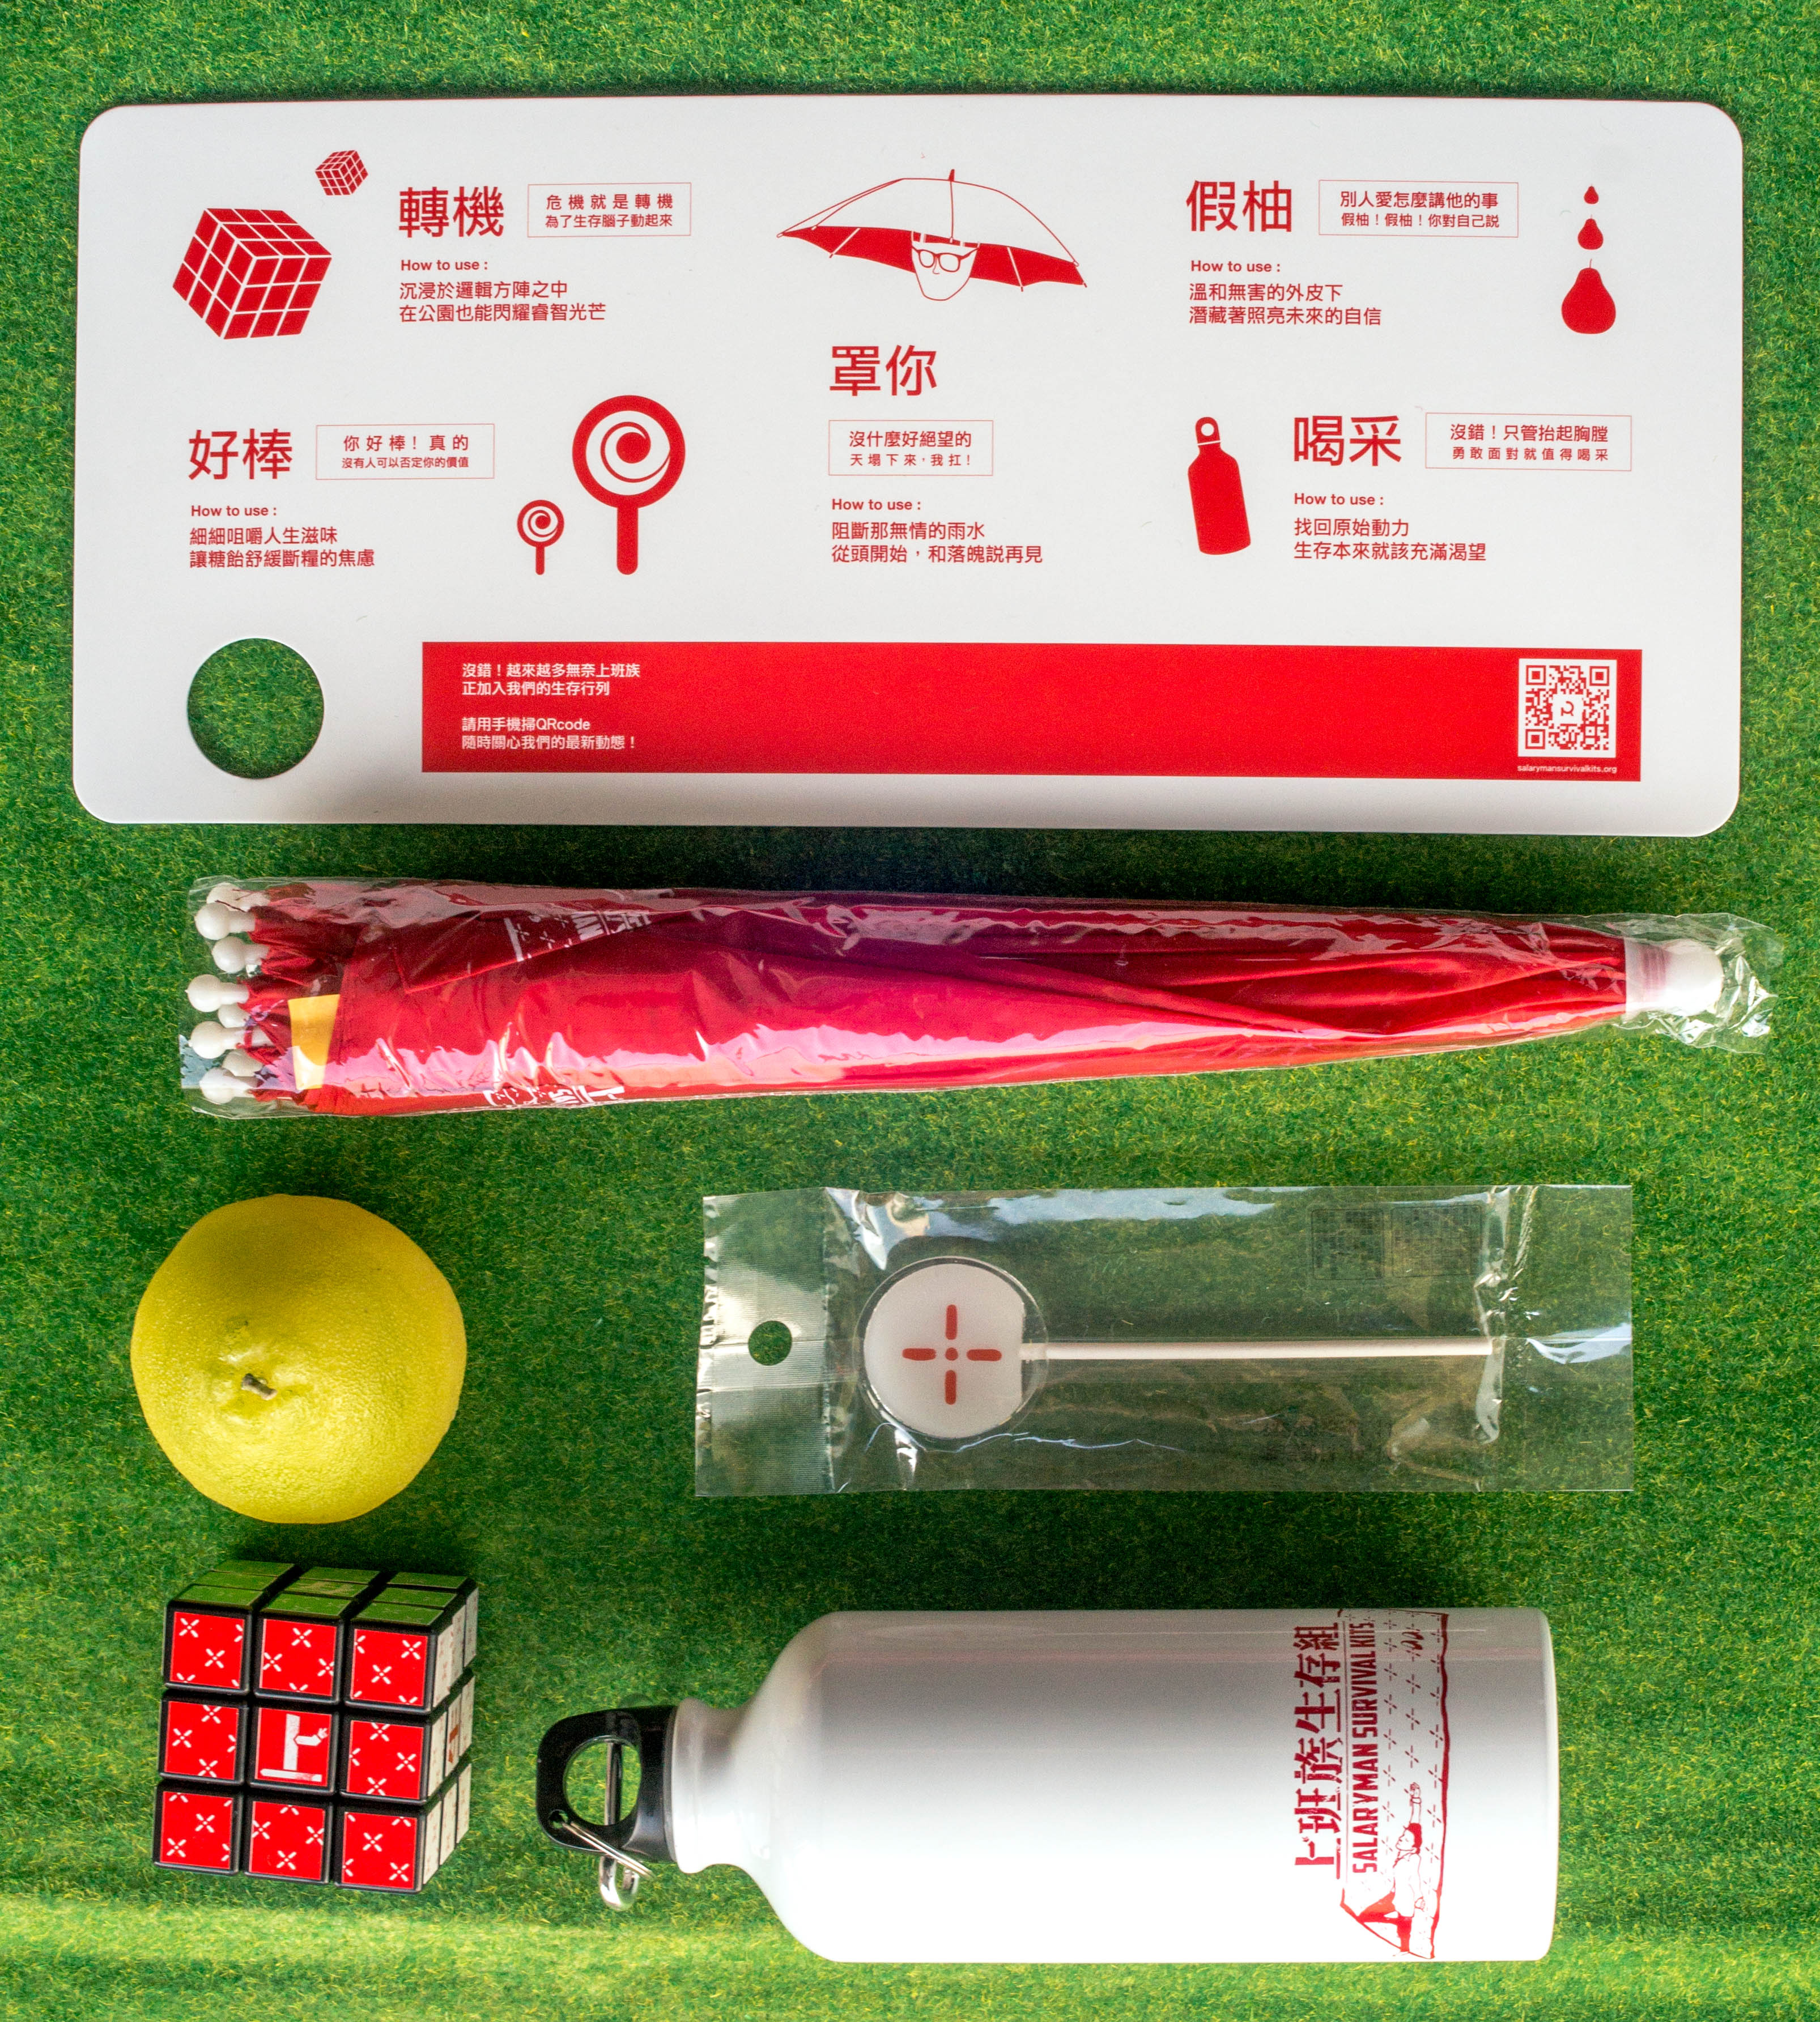 轉機
危機就是轉機
為了生存腦子動起來
How to use :
沉浸於邏輯方陣之中
在公園也能閃耀睿智光芒
罩你
沒什麼好絕望的
天塌下來，我扛！
How to use :
阻斷那無情的雨水
從頭開始，和落魄說再見
假柚
別人愛怎麼講他的事
假柚！假柚！你對自己說
How to use :
溫和無害的外皮下
潛藏著照亮未來的自信
好棒
你好棒！真的
沒有人可以否定你的價值
How to use :
細細咀嚼人生滋味
讓糖飴舒緩斷糧的焦慮
喝采
沒錯！只管抬起胸膛
勇敢面對就值得喝采
How to use :
找回原始動力
生存本來就該充滿渴望
沒錯！越來越多無奈上班族
正加入我們的生存行列
請用手機掃QRcode
隨時關心我們的最新動態！
salarymansurvivalkits.org
上
上班族生存組
SALARYMAN SURVIVAL KITS